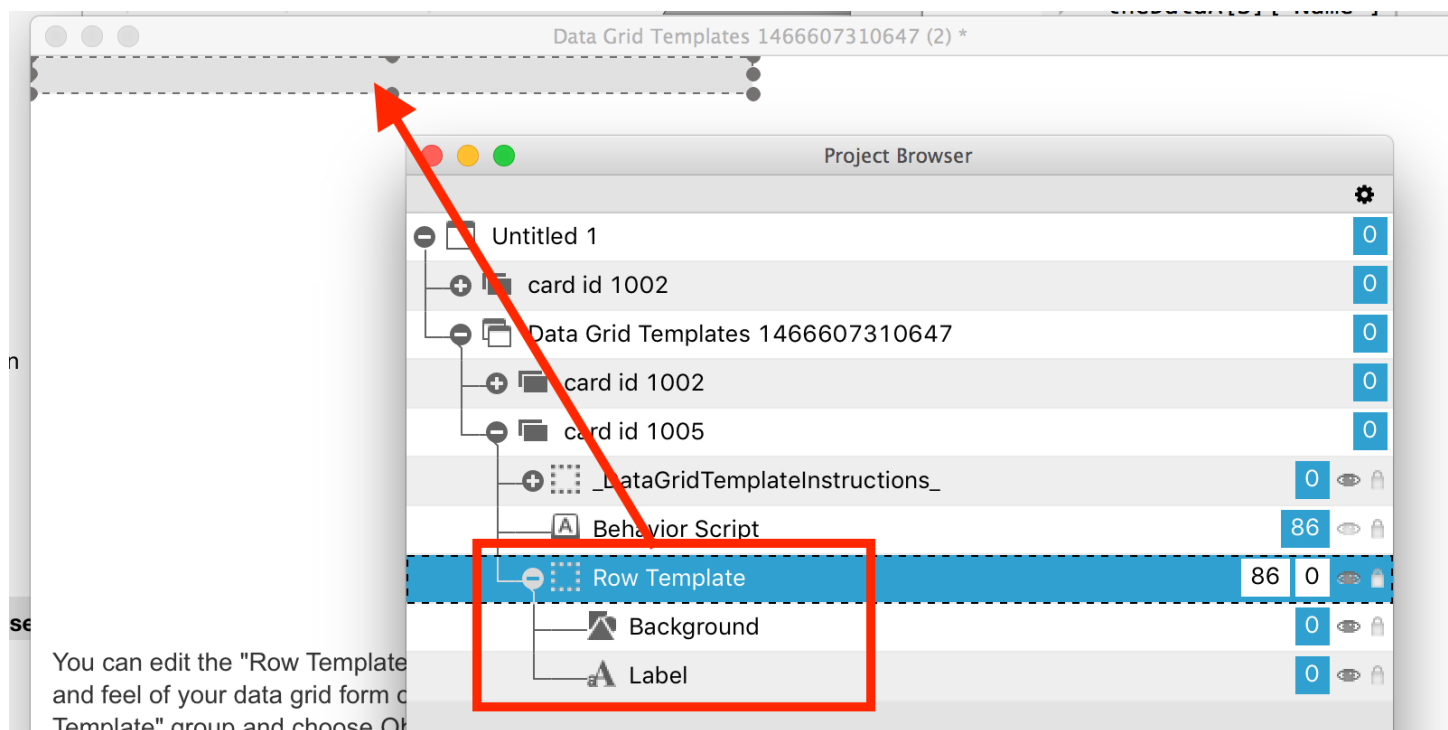 Data Grid Templates 1466607310647 (2) *
Project Browser
Untitled 1 0
card id 1002 0
n
Data Grid Templates 1466607310647 0
card id 1002 0
card id 1005 0
_DataGridTemplateInstructions_ 0
Behavior Script 86
Row Template 86 0
se
Background 0
You can edit the "Row Template
Label 0
and feel of your data grid form
Template" group and choose